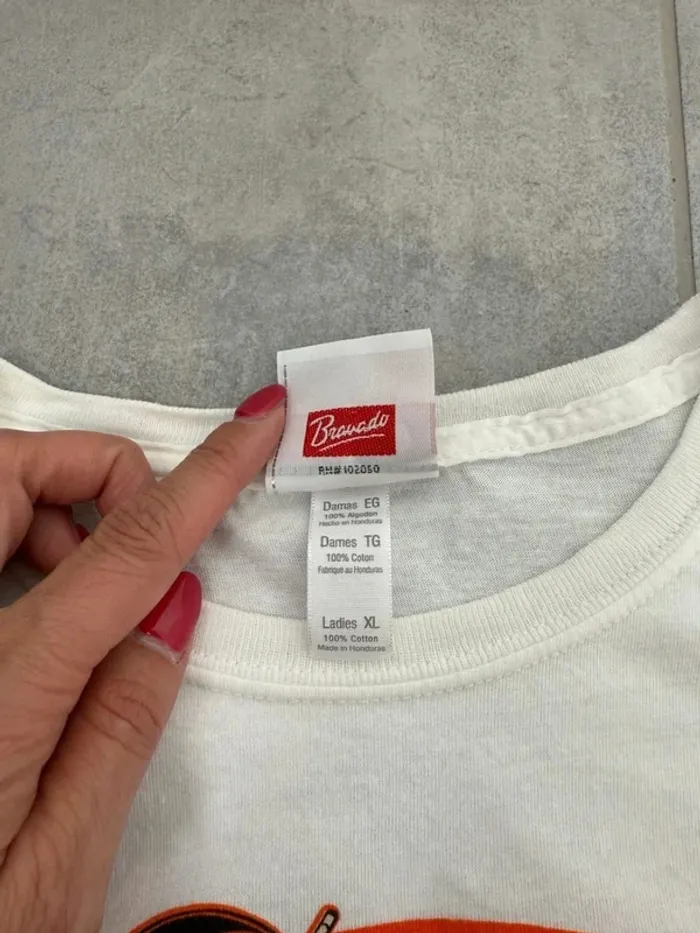 Bravado
RN# 102050
Damas EG
100% Algodon
Hecho en Honduras
Dames TG
100% Coton
Fabriqué au Honduras
Ladies XL
100% Cotton
Made in Honduras